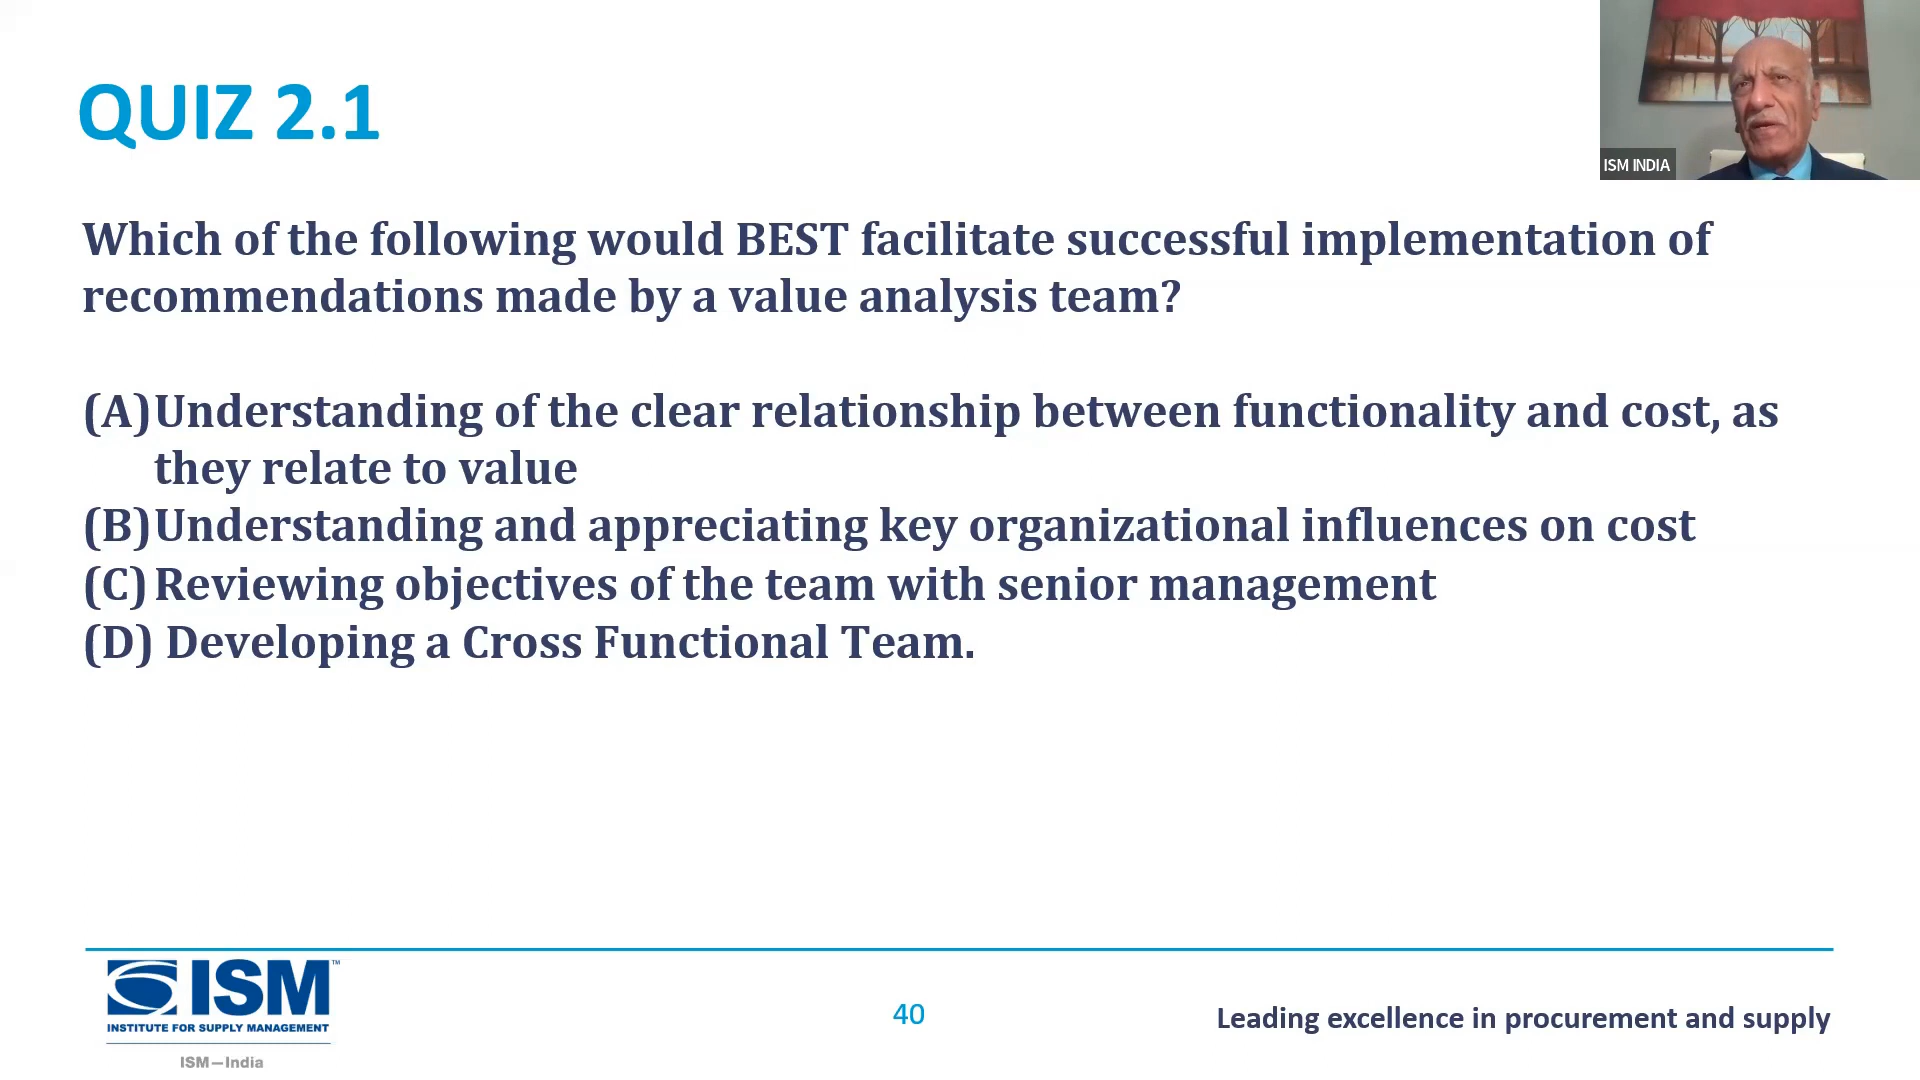 QUIZ 2.1
ISM INDIA
Which of the following would BEST facilitate successful implementation of
recommendations made by a value analysis team?
(A) Understanding of the clear relationship between functionality and cost, as
they relate to value
(B) Understanding and appreciating key organizational influences on cost
(C) Reviewing objectives of the team with senior management
(D) Developing a Cross Functional Team.
ISM™
INSTITUTE FOR SUPPLY MANAGEMENT
ISM—India
40
Leading excellence in procurement and supply